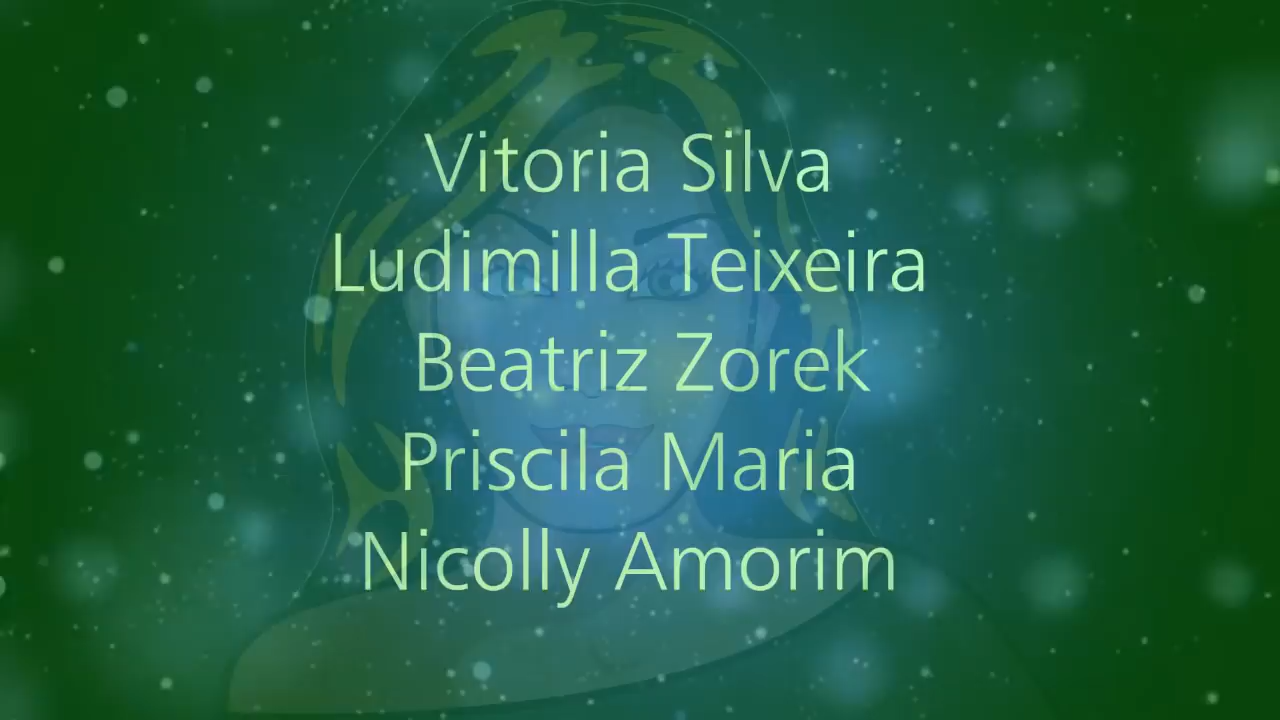 Vitoria Silva
Ludimilla Teixeira
Beatriz Zorek
Priscila Maria
Nicolly Amorim